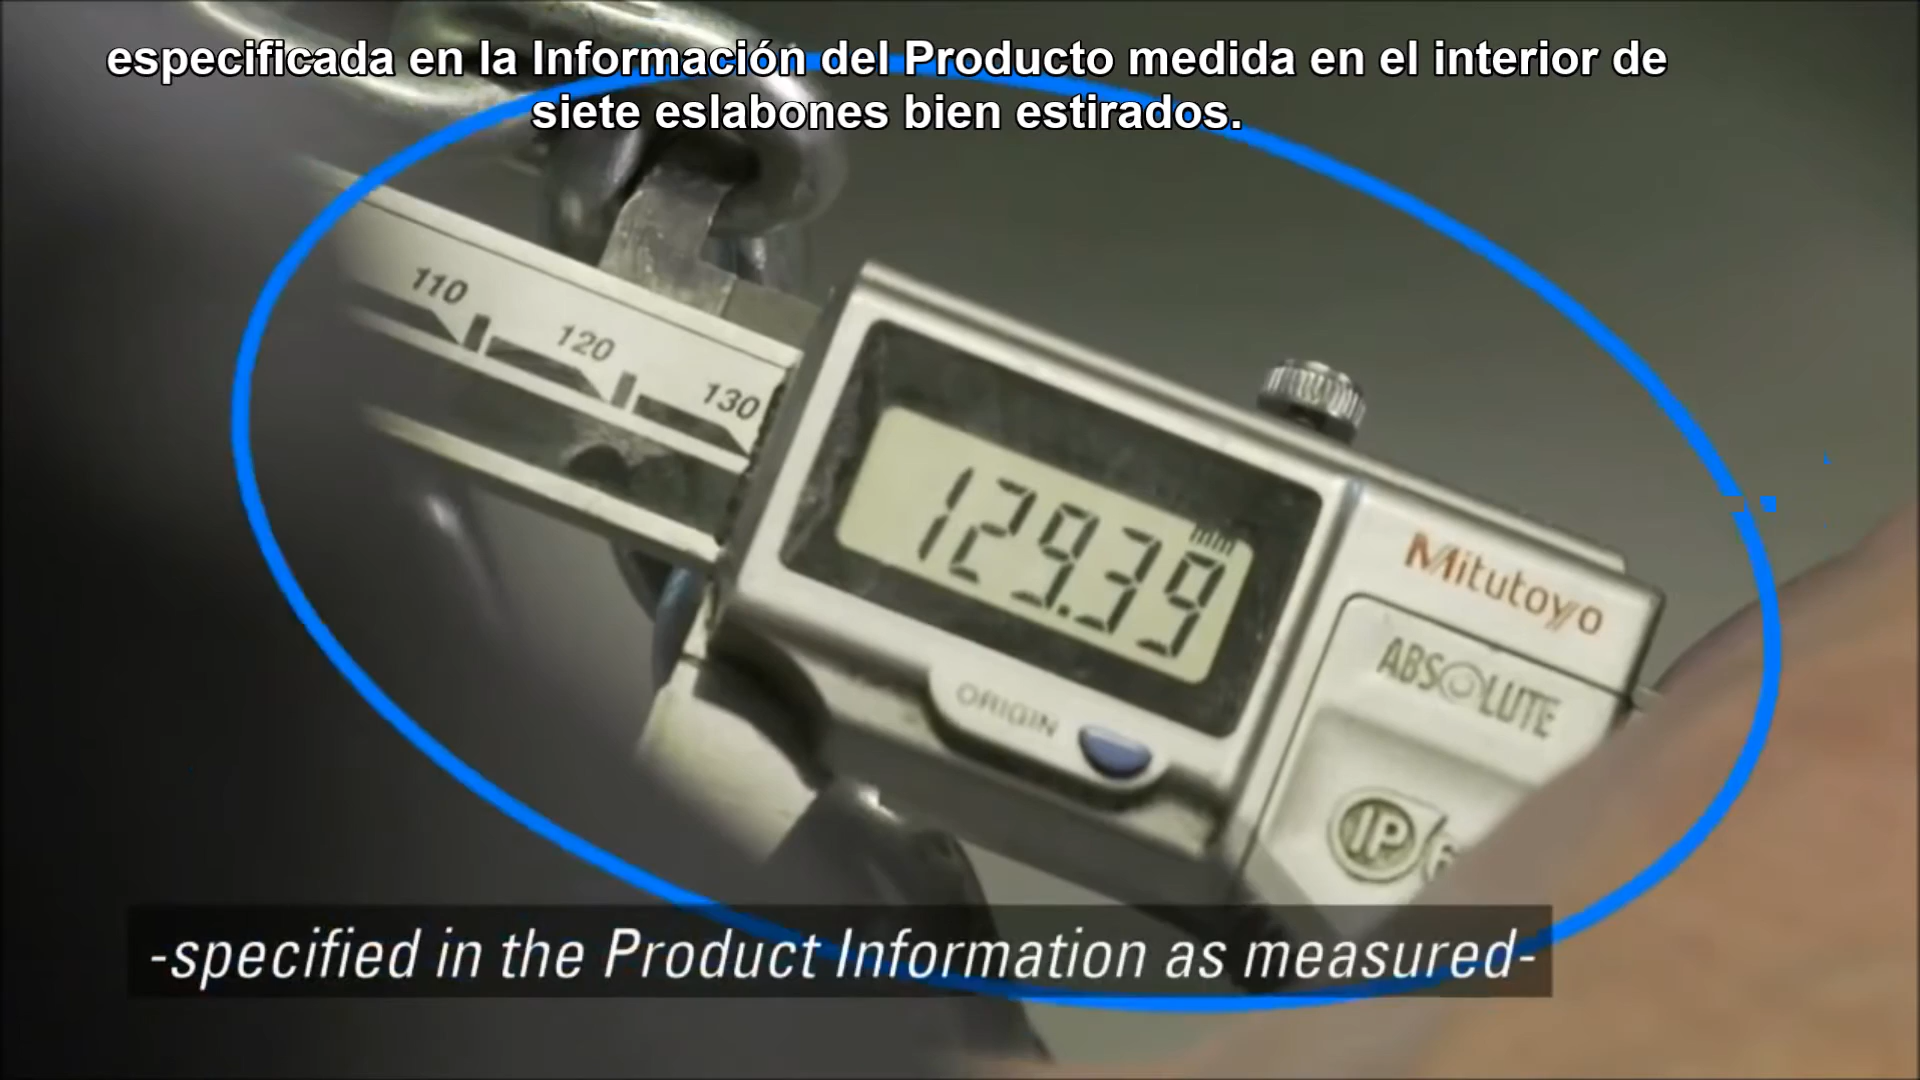 especificada en la Información del Producto medida en el interior de
siete eslabones bien estirados.
110
120
130
mm
129.39
Mitutoyo
ABSOLUTE
ORIGIN
IP6
-specified in the Product Information as measured-